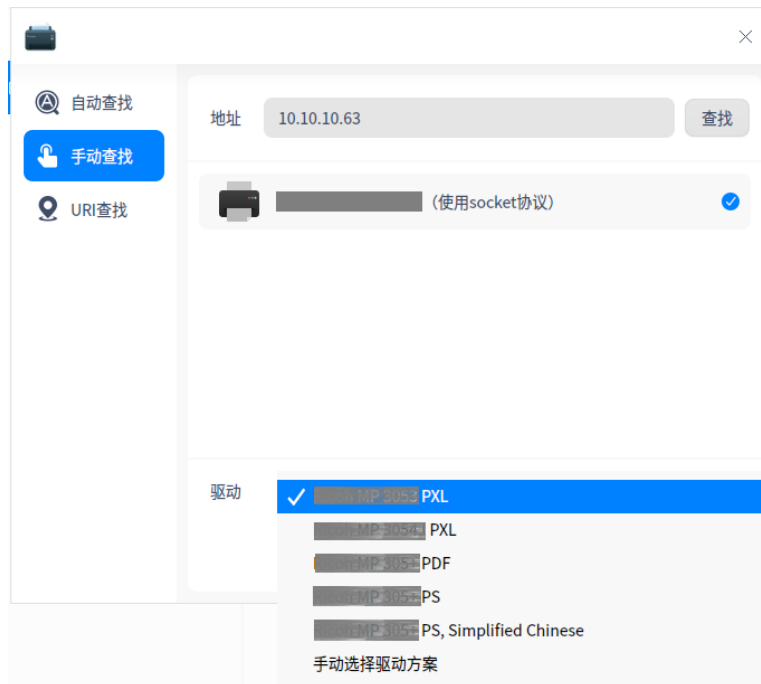 自动查找
手动查找
URI查找
地址
10.10.10.63
查找
（使用socket协议）
驱动
PXL
PXL
PDF
PS
PS, Simplified Chinese
手动选择驱动方案